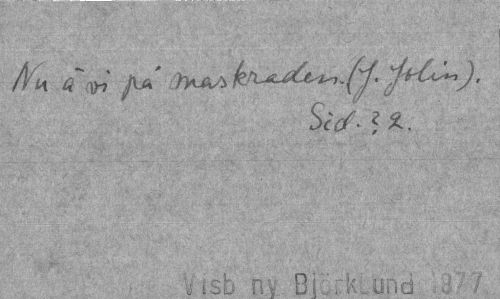 Nu ä vi på maskraden. (J. Jolin).
Sid. 32.
Visb ny Björklund 1877